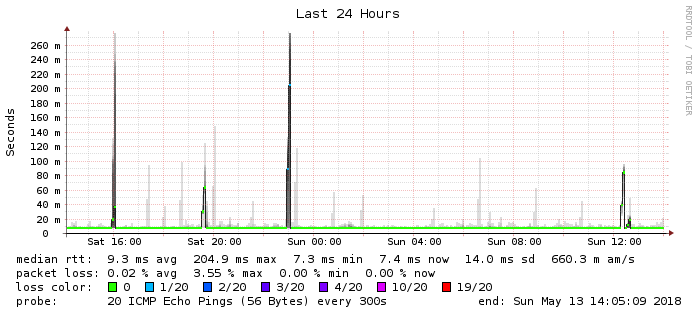 Last 24 Hours
RRDTOOL / TOBI OETIKER
Seconds
260 m
240 m
220 m
200 m
180 m
160 m
140 m
120 m
100 m
80 m
60 m
40 m
20 m
0
Sat 16:00 Sat 20:00 Sun 00:00 Sun 04:00 Sun 08:00 Sun 12:00
median rtt: 9.3 ms avg 204.9 ms max 7.3 ms min 7.4 ms now 14.0 ms sd 660.3 m am/s
packet loss: 0.02 % avg 3.55 % max 0.00 % min 0.00 % now
loss color: 0 1/20 2/20 3/20 4/20 10/20 19/20
probe: 20 ICMP Echo Pings (56 Bytes) every 300s end: Sun May 13 14:05:09 2018